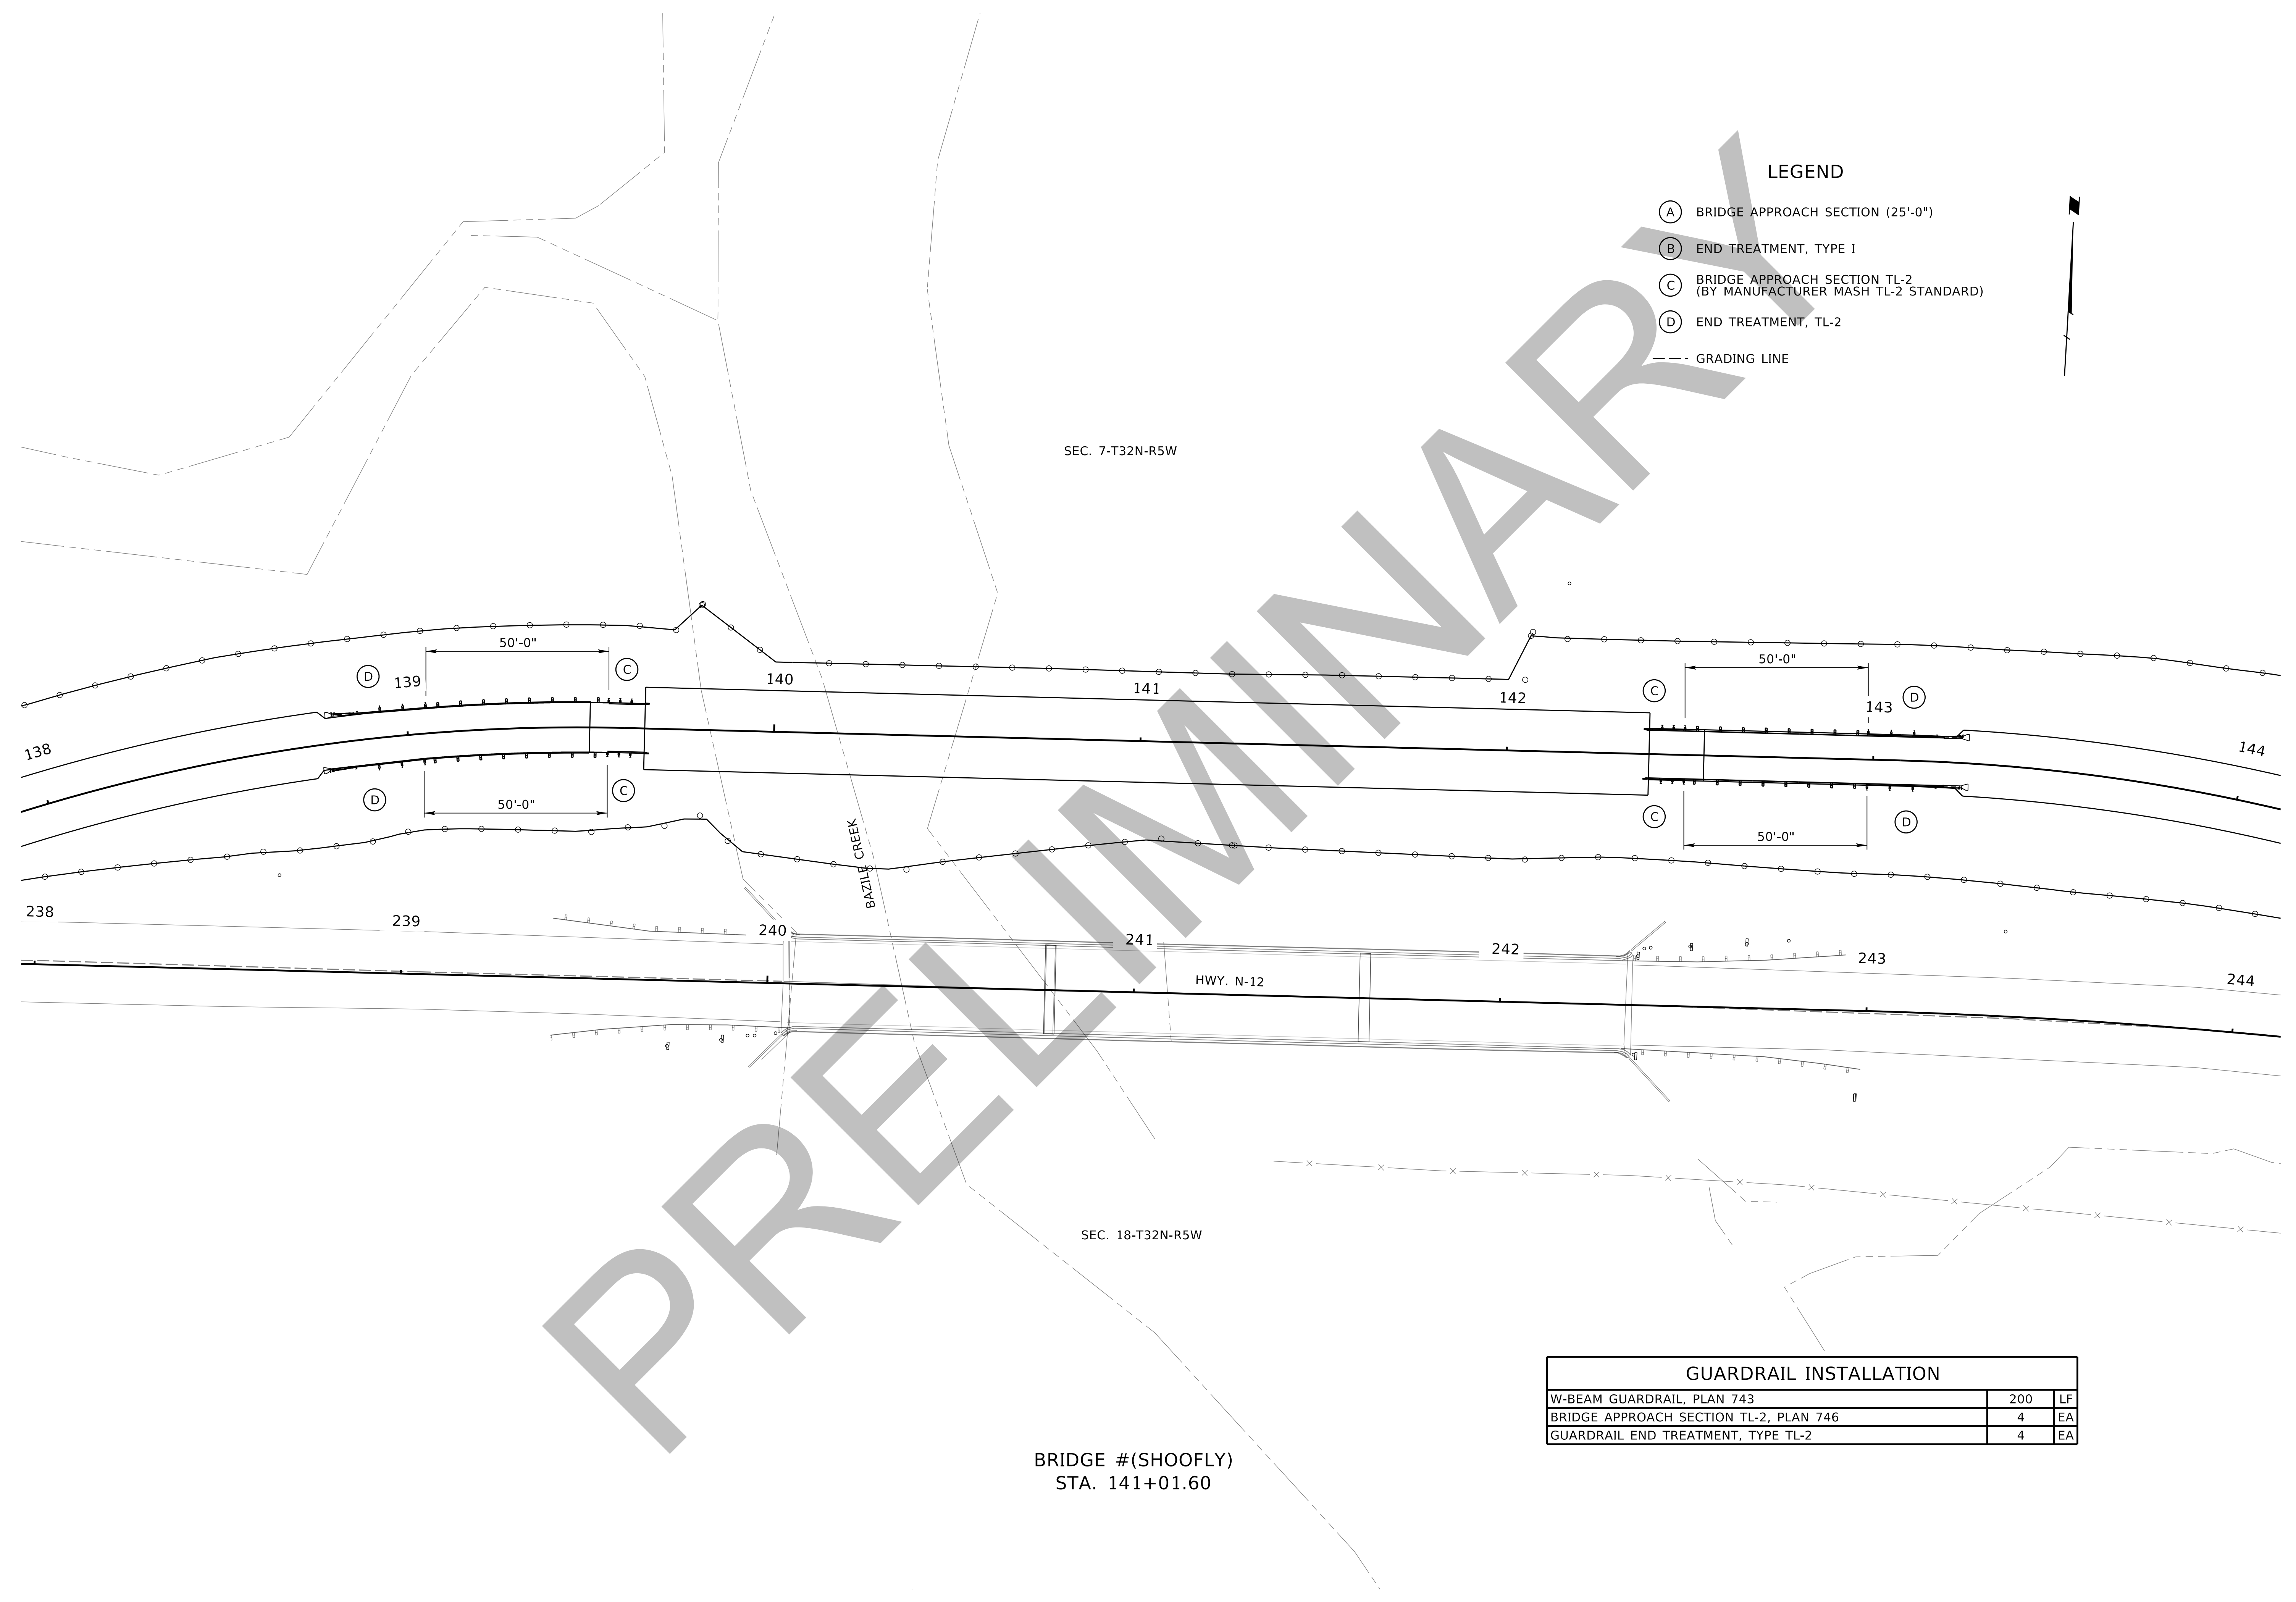 LEGEND
A BRIDGE APPROACH SECTION (25'-0")
B END TREATMENT, TYPE I
C BRIDGE APPROACH SECTION TL-2
(BY MANUFACTURER MASH TL-2 STANDARD)
D END TREATMENT, TL-2
GRADING LINE
SEC. 7-T32N-R5W
50'-0"
50'-0"
D
139
C
140
141
142
C
143
D
138
144
D
50'-0"
C
C
50'-0"
D
BAZILE CREEK
238
239
240
241
242
243
244
HWY. N-12
PRELIMINARY
SEC. 18-T32N-R5W
GUARDRAIL INSTALLATION
W-BEAM GUARDRAIL, PLAN 743 200 LF
BRIDGE APPROACH SECTION TL-2, PLAN 746 4 EA
GUARDRAIL END TREATMENT, TYPE TL-2 4 EA
BRIDGE #(SHOOFLY)
STA. 141+01.60